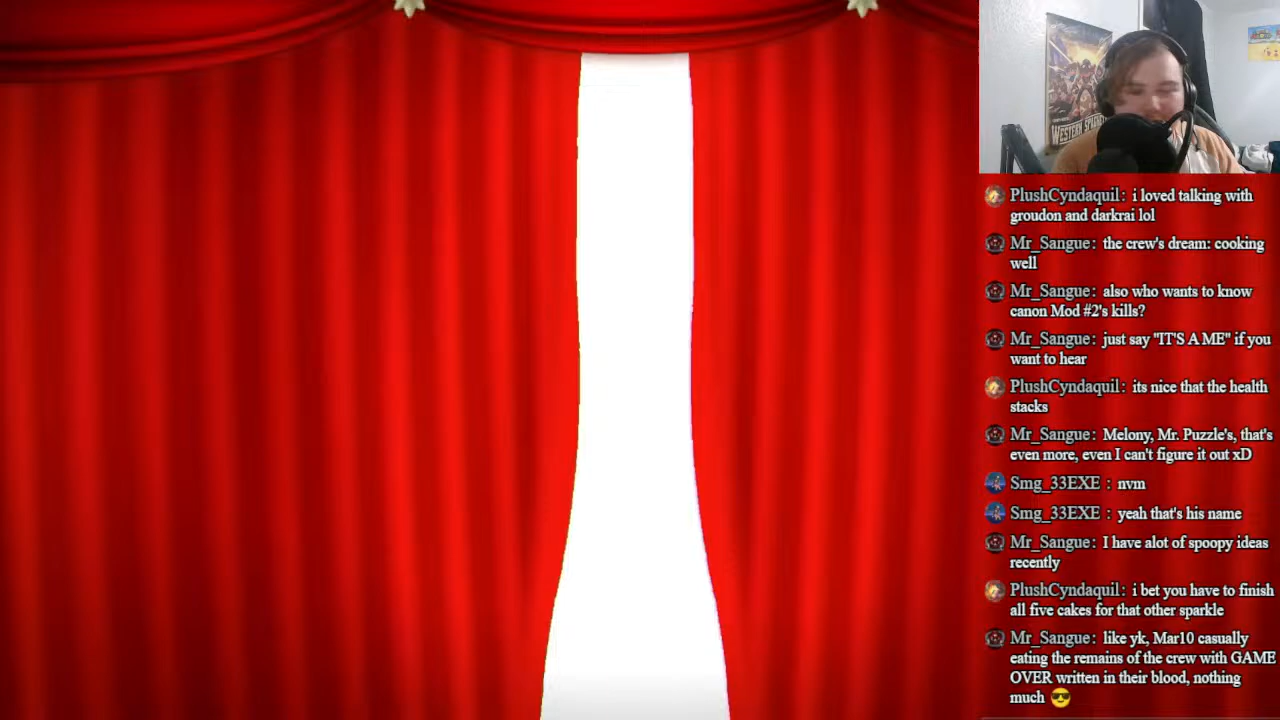 WESTERN
PlushCyndaquil: i loved talking with
groudon and darkrai lol
Mr_Sangue: the crew's dream: cooking
well
Mr_Sangue: also who wants to know
canon Mod #2's kills?
Mr_Sangue: just say "IT'S A ME" if you
want to hear
PlushCyndaquil: its nice that the health
stacks
Mr_Sangue: Melony, Mr. Puzzle's, that's
even more, even I can't figure it out xD
Smg_33EXE : nvm
Smg_33EXE : yeah that's his name
Mr_Sangue: I have alot of spoopy ideas
recently
PlushCyndaquil: i bet you have to finish
all five cakes for that other sparkle
Mr_Sangue: like yk, Mar10 casually
eating the remains of the crew with GAME
OVER written in their blood, nothing
much 😎